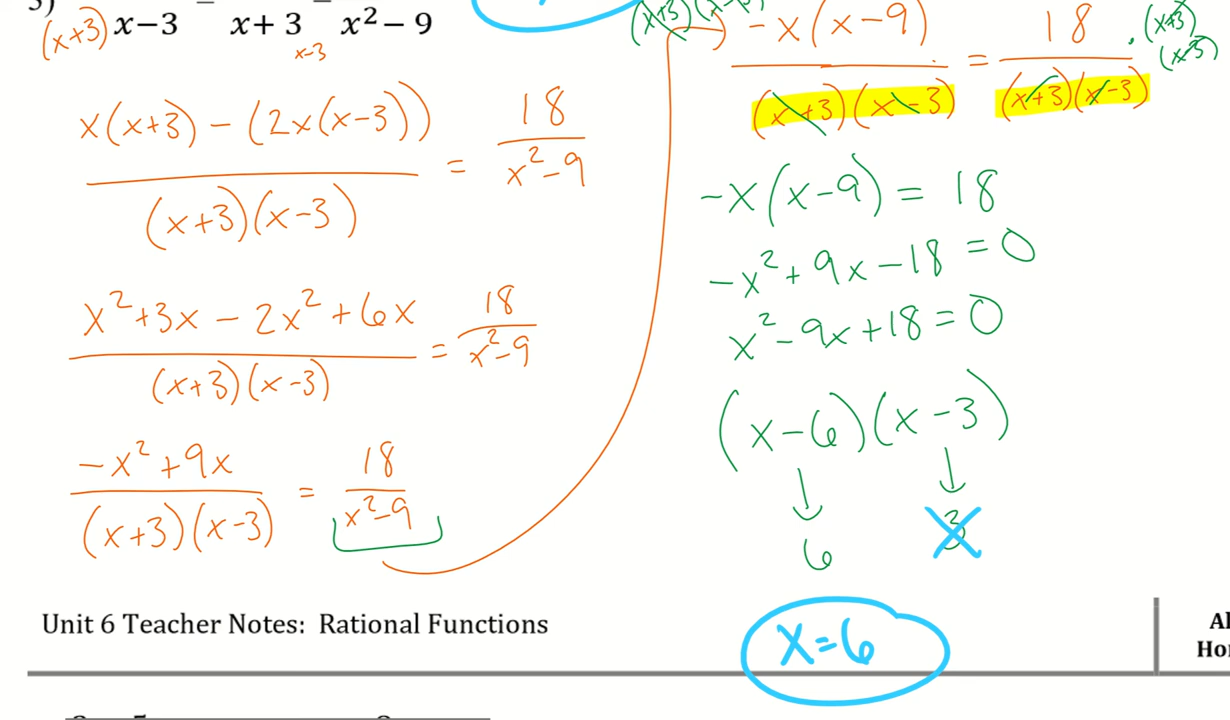 (x+3) x−3 x+3 x²−9
x−3
x(x+3) − (2x(x−3)) / (x+3)(x−3) = 18 / x²−9
x²+3x − 2x²+6x / (x+3)(x−3) = 18 / x²−9
−x²+9x / (x+3)(x−3) = 18 / x²−9
−x(x−9) / (x+3)(x−3) = 18 / (x+3)(x−3) · (x+3)
(x−3)
−x(x−9) = 18
−x²+9x−18=0
x²−9x+18=0
(x−6)(x−3)
6 3
x=6
Unit 6 Teacher Notes: Rational Functions